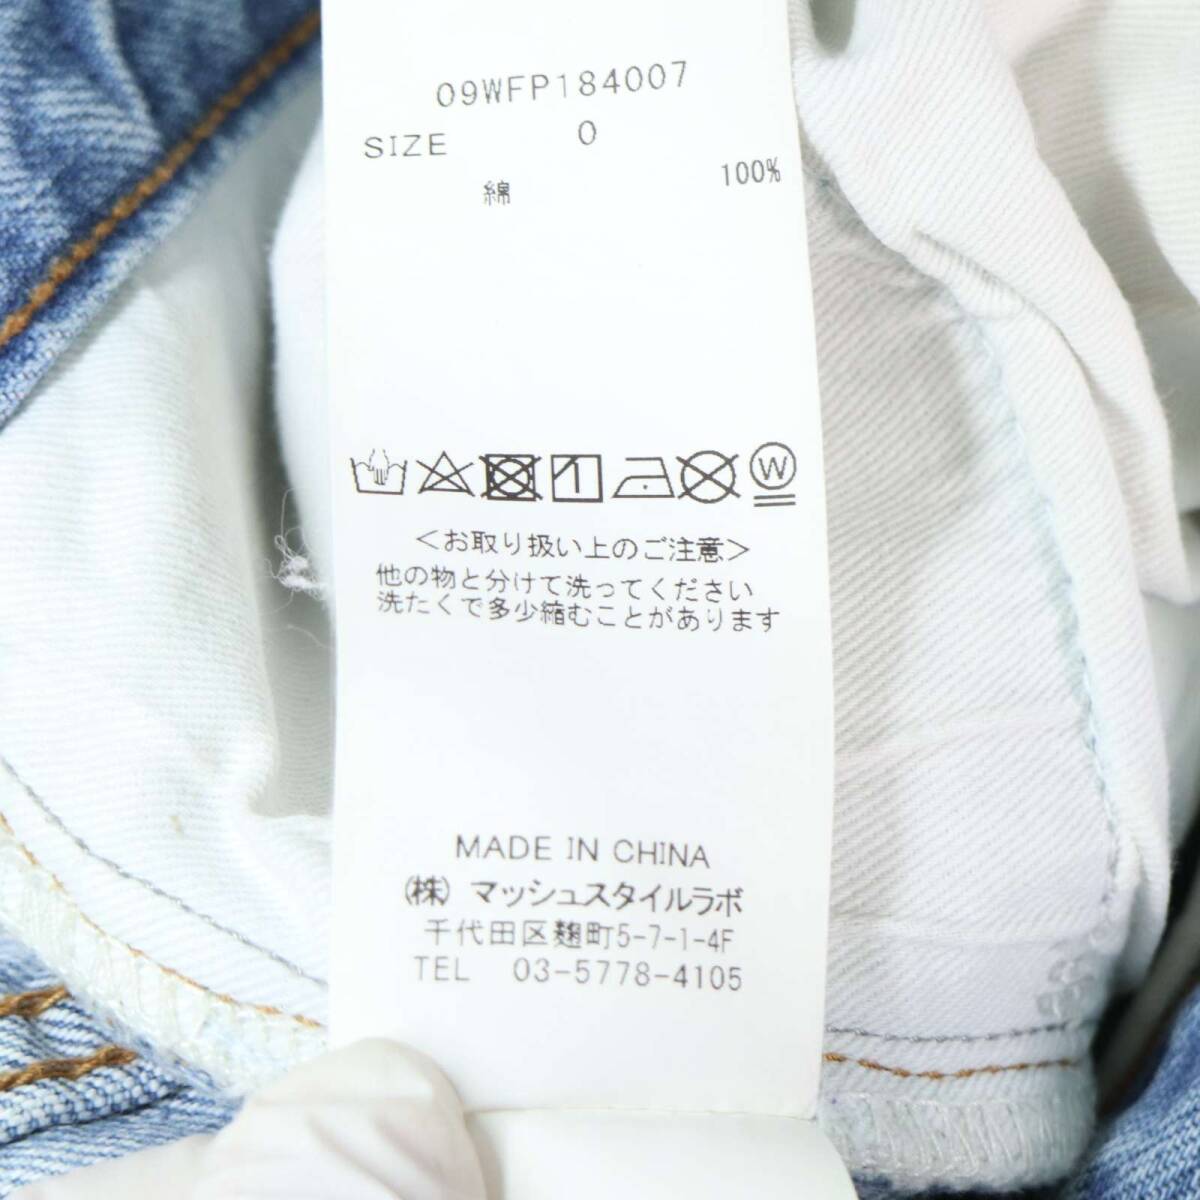 09WFP184007
SIZE 0
綿 100%
W
<お取り扱い上のご注意>
他の物と分けて洗ってください
洗たくで多少縮むことがあります
MADE IN CHINA
(株) マッシュスタイルラボ
千代田区麹町5-7-1-4F
TEL 03-5778-4105